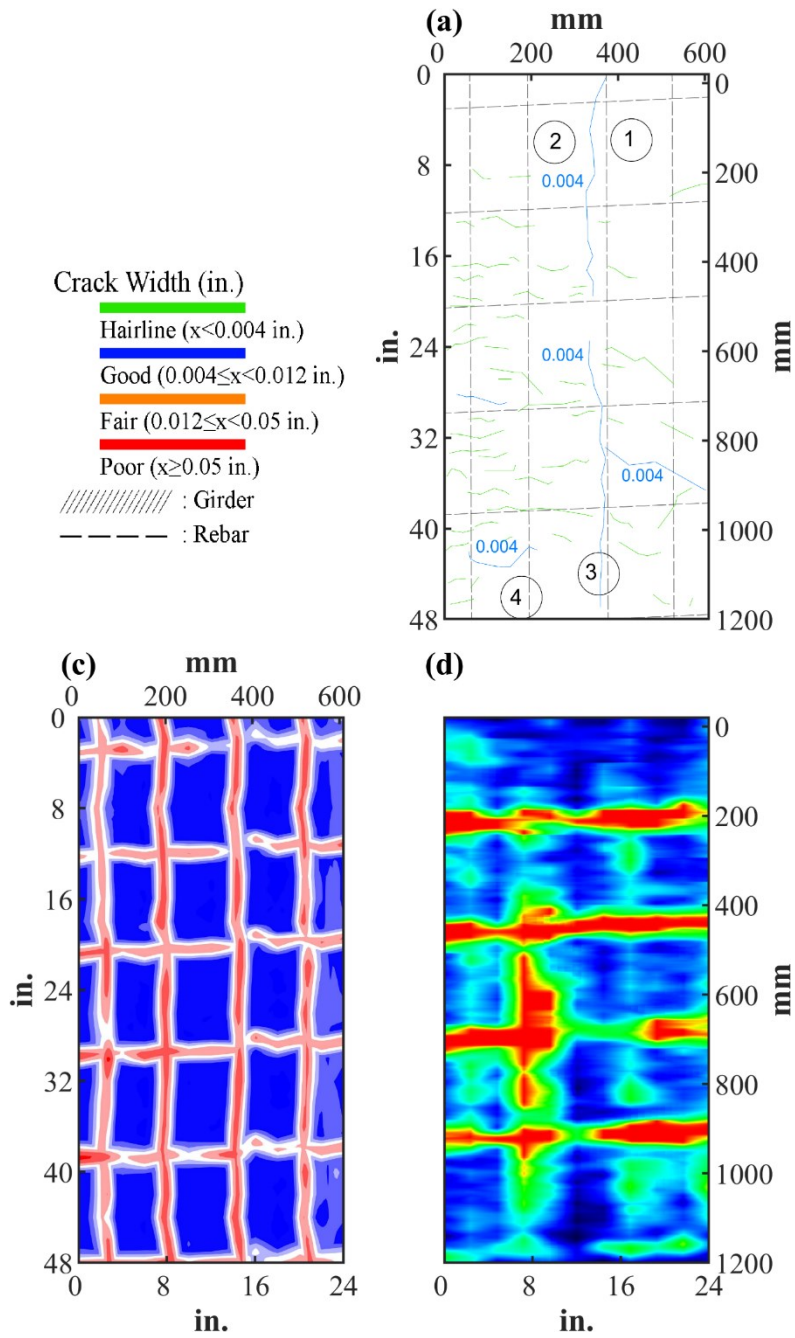 (a)
mm
0 200 400 600
0
8
16
24
32
40
48
in.
0
200
400
600
800
1000
1200
mm
2
1
0.004
0.004
0.004
0.004
3
4
Crack Width (in.)
Hairline (x<0.004 in.)
Good (0.004≤x<0.012 in.)
Fair (0.012≤x<0.05 in.)
Poor (x≥0.05 in.)
: Girder
: Rebar
(c)
mm
0 200 400 600
0
8
16
24
32
40
48
in.
0 8 16 24
in.
(d)
0
200
400
600
800
1000
1200
mm
0 8 16 24
in.